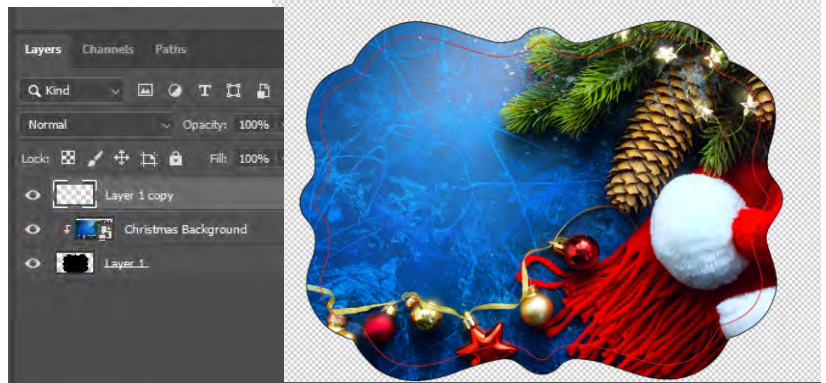 Layers Channels Paths
Kind
Normal Opacity: 100%
Lock: Fill: 100%
Layer 1 copy
Christmas Background
Layer 1